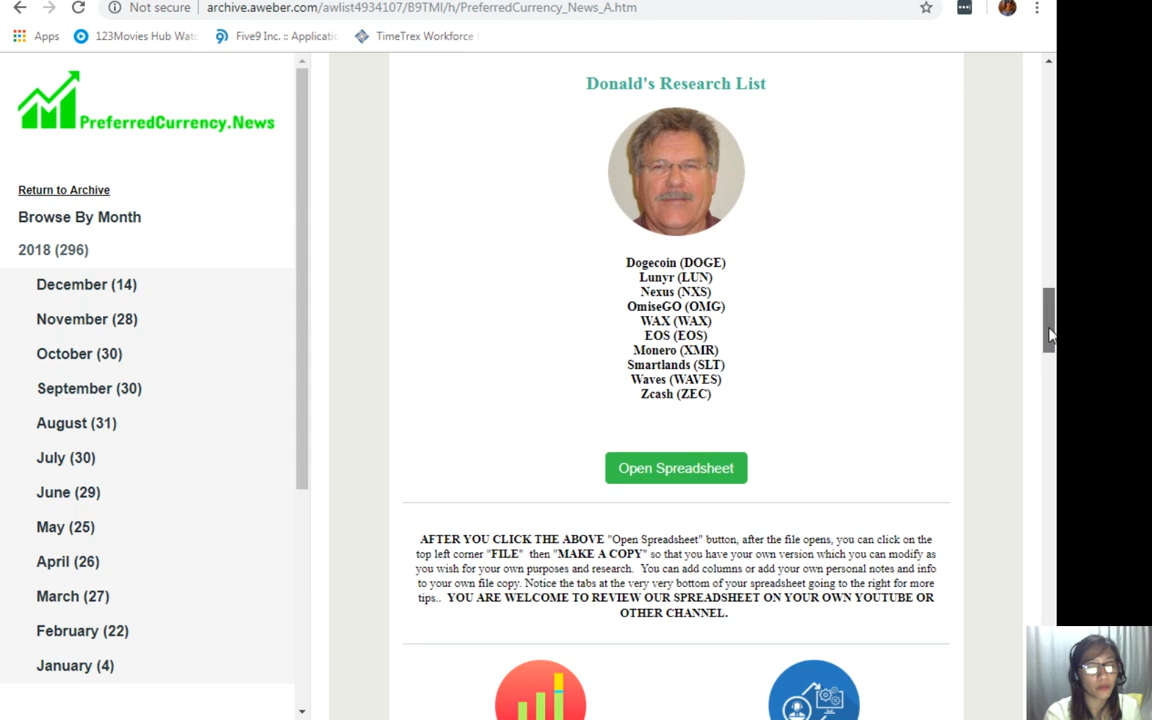 Not secure
archive.aweber.com/awlist4934107/B9TMI/h/PreferredCurrency_News_A.htm
Apps
123Movies Hub Watc
Five9 Inc. :: Applicatio
TimeTrex Workforce
PreferredCurrency.News
Return to Archive
Browse By Month
2018 (296)
December (14)
November (28)
October (30)
September (30)
August (31)
July (30)
June (29)
May (25)
April (26)
March (27)
February (22)
January (4)
Donald's Research List
Dogecoin (DOGE)
Lunyr (LUN)
Nexus (NXS)
OmiseGO (OMG)
WAX (WAX)
EOS (EOS)
Monero (XMR)
Smartlands (SLT)
Waves (WAVES)
Zcash (ZEC)
Open Spreadsheet
AFTER YOU CLICK THE ABOVE "Open Spreadsheet" button, after the file opens, you can click on the
top left corner "FILE" then "MAKE A COPY" so that you have your own version which you can modify as
you wish for your own purposes and research. You can add columns or add your own personal notes and info
to your own file copy. Notice the tabs at the very very bottom of your spreadsheet going to the right for more
tips.. YOU ARE WELCOME TO REVIEW OUR SPREADSHEET ON YOUR OWN YOUTUBE OR
OTHER CHANNEL.